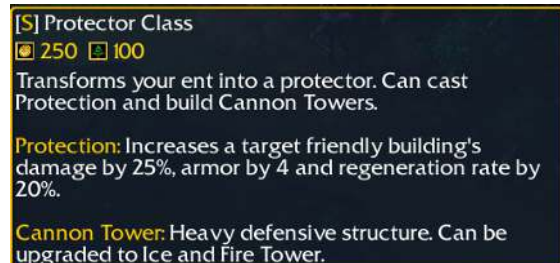 [S] Protector Class
250 100
Transforms your ent into a protector. Can cast
Protection and build Cannon Towers.
Protection: Increases a target friendly building's
damage by 25%, armor by 4 and regeneration rate by
20%.
Cannon Tower: Heavy defensive structure. Can be
upgraded to Ice and Fire Tower.